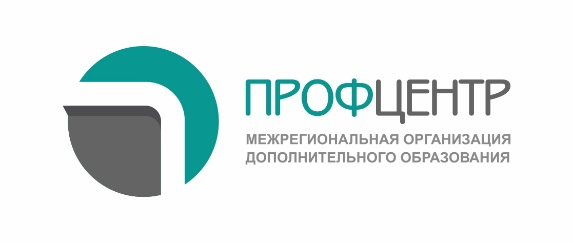 ПРОФЦЕНТР
МЕЖРЕГИОНАЛЬНАЯ ОРГАНИЗАЦИЯ
ДОПОЛНИТЕЛЬНОГО ОБРАЗОВАНИЯ